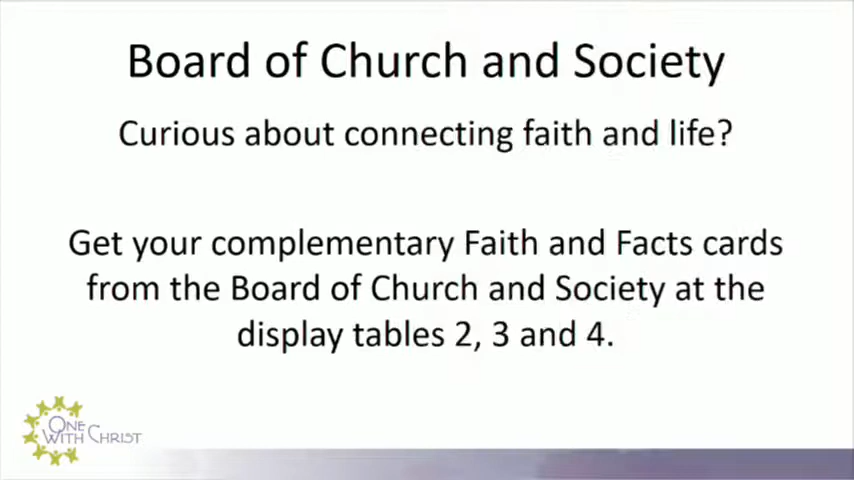 Board of Church and Society
Curious about connecting faith and life?
Get your complementary Faith and Facts cards
from the Board of Church and Society at the
display tables 2, 3 and 4.
ONE
WITH CHRIST